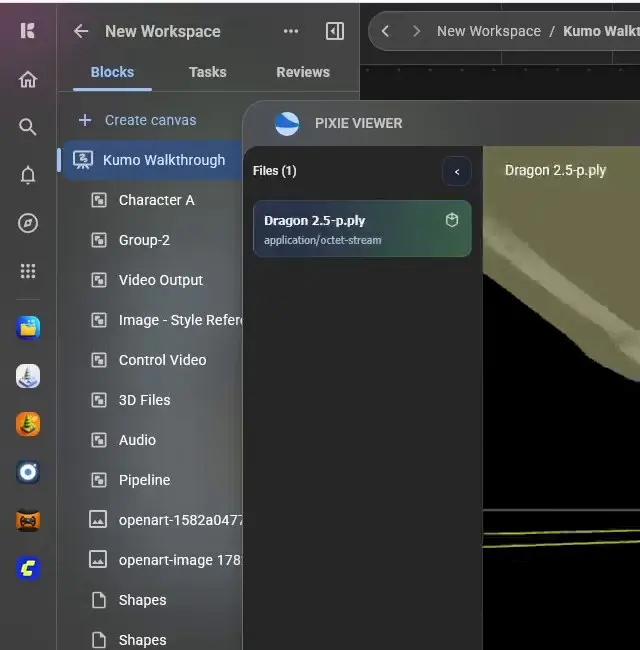 New Workspace
Blocks
Tasks
Reviews
Create canvas
Kumo Walkthrough
Character A
Group-2
Video Output
Image - Style Refer
Control Video
3D Files
Audio
Pipeline
openart-1582a0477
openart-image 178
Shapes
Shapes
New Workspace / Kumo Walkt
PIXIE VIEWER
Files (1)
Dragon 2.5-p.ply
application/octet-stream
Dragon 2.5-p.ply